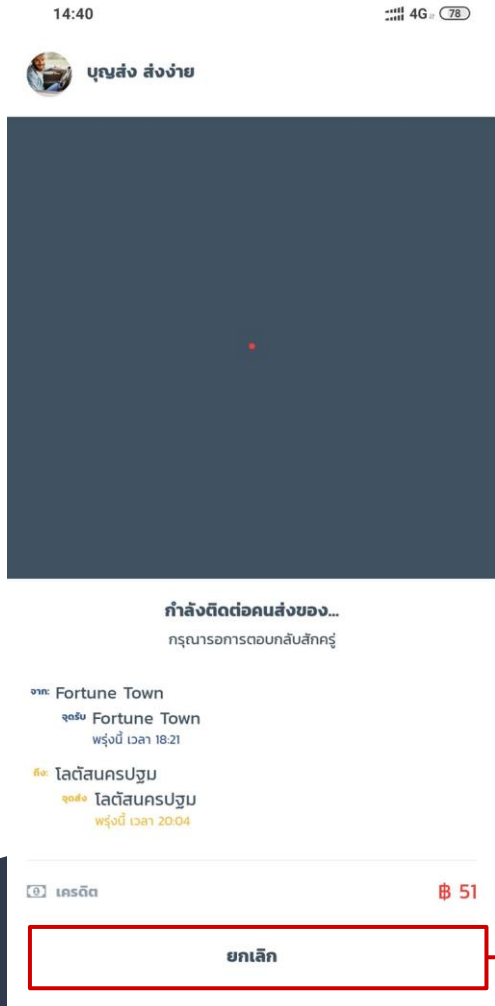 14:40
4G 78
บุญส่ง ส่งง่าย
กำลังติดต่อคนส่งของ...
กรุณารอการตอบกลับสักครู่
จาก: Fortune Town
จุดรับ Fortune Town
พรุ่งนี้ เวลา 18:21
ถึง: โลตัสนครปฐม
จุดส่ง โลตัสนครปฐม
พรุ่งนี้ เวลา 20:04
เครดิต ฿ 51
ยกเลิก